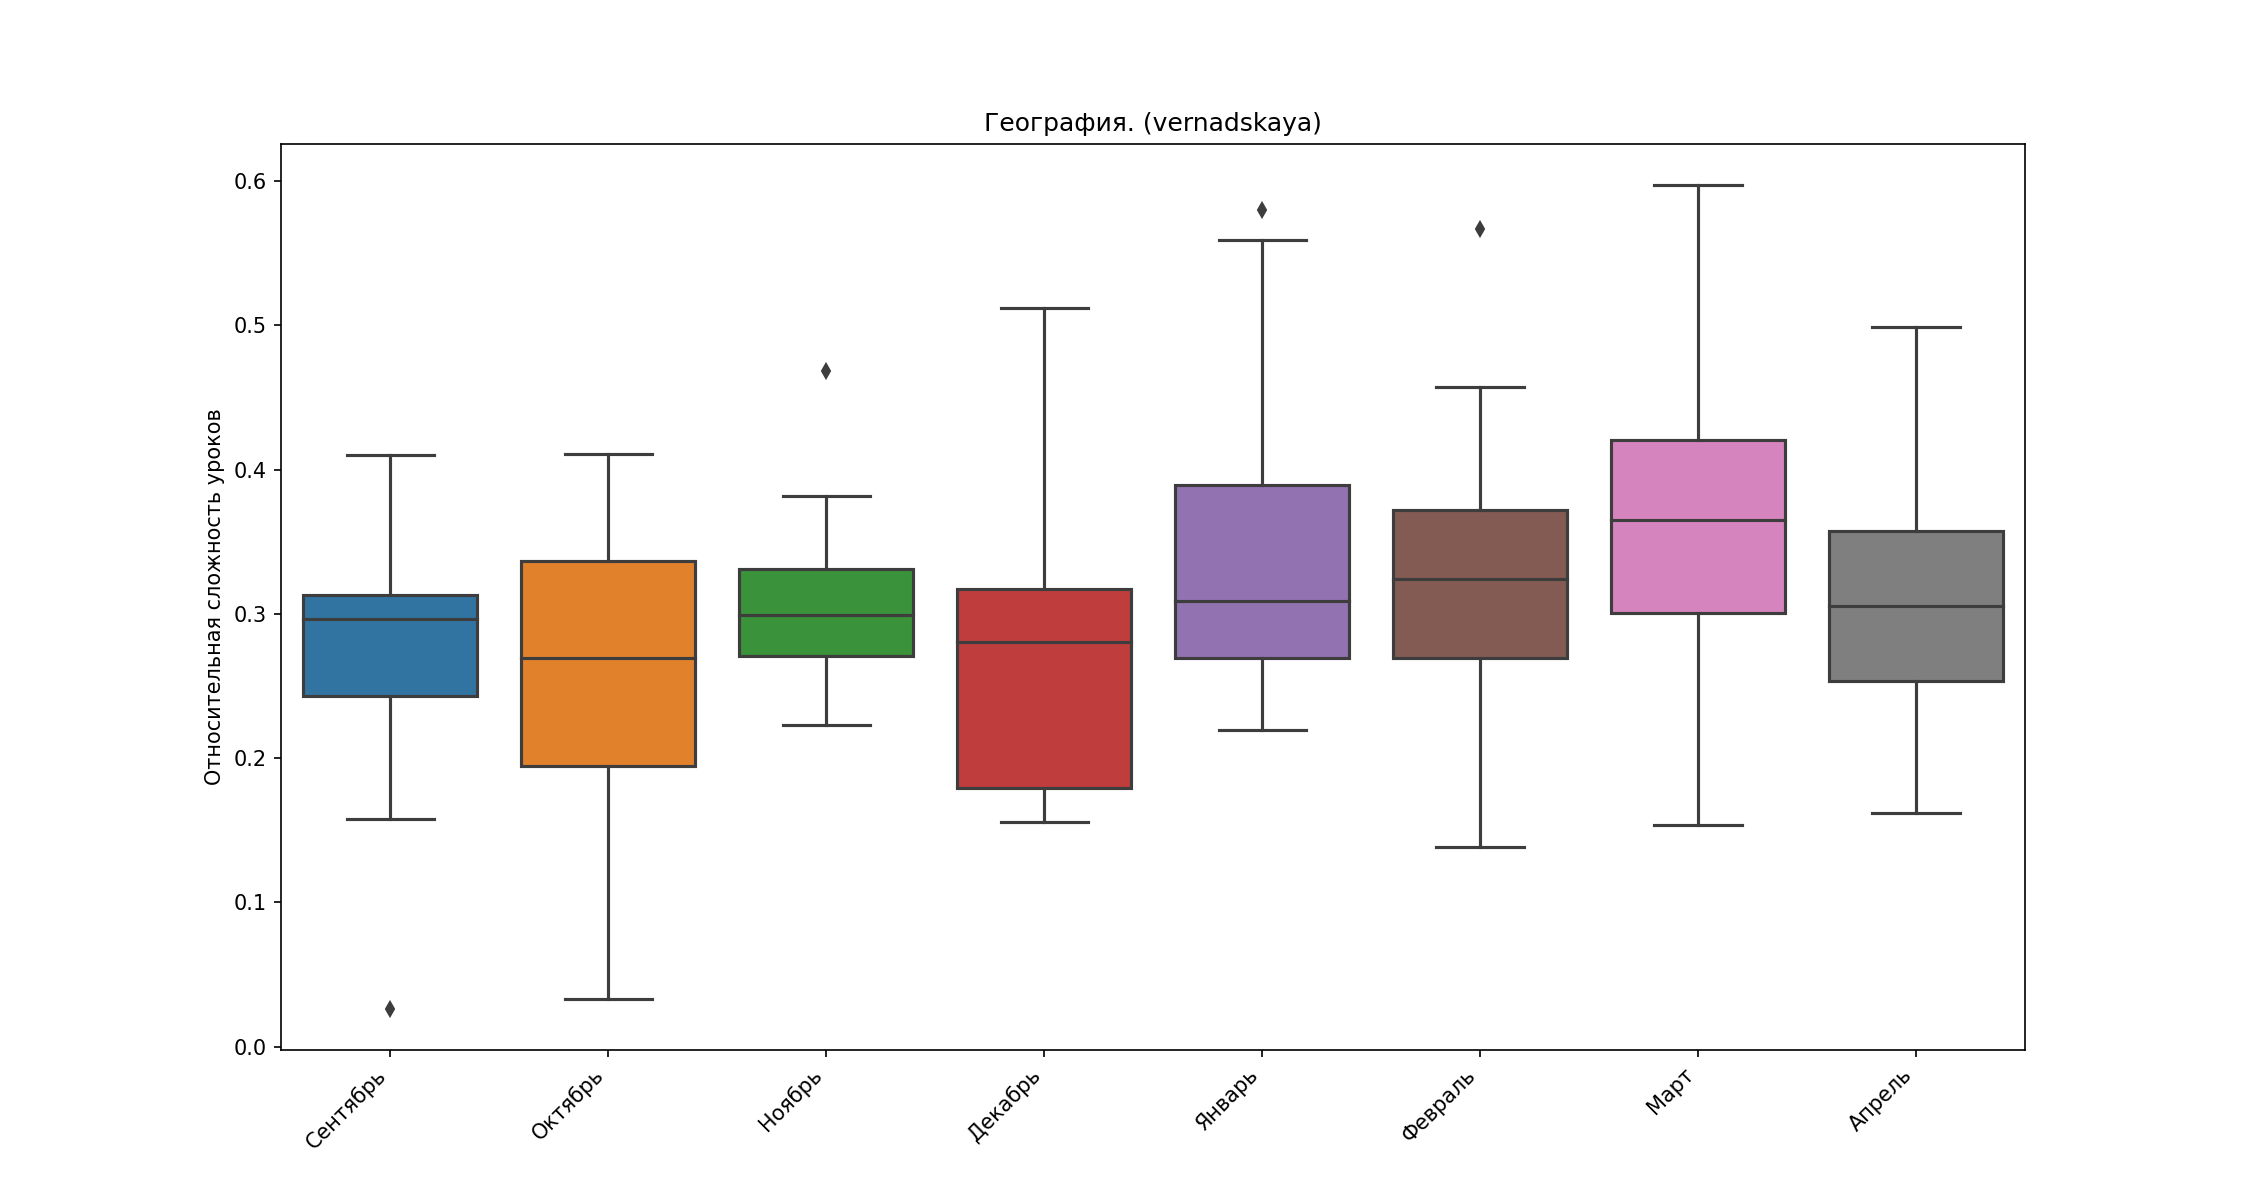 География. (vernadskaya)
Относительная сложность уроков
0.6
0.5
0.4
0.3
0.2
0.1
0.0
Сентябрь
Октябрь
Ноябрь
Декабрь
Январь
Февраль
Март
Апрель